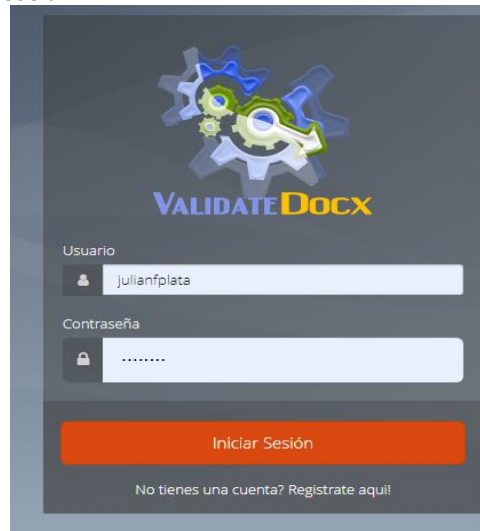 VALIDATEDOCX
Usuario
julianfplata
Contraseña
........
Iniciar Sesión
No tienes una cuenta? Registrate aqui!